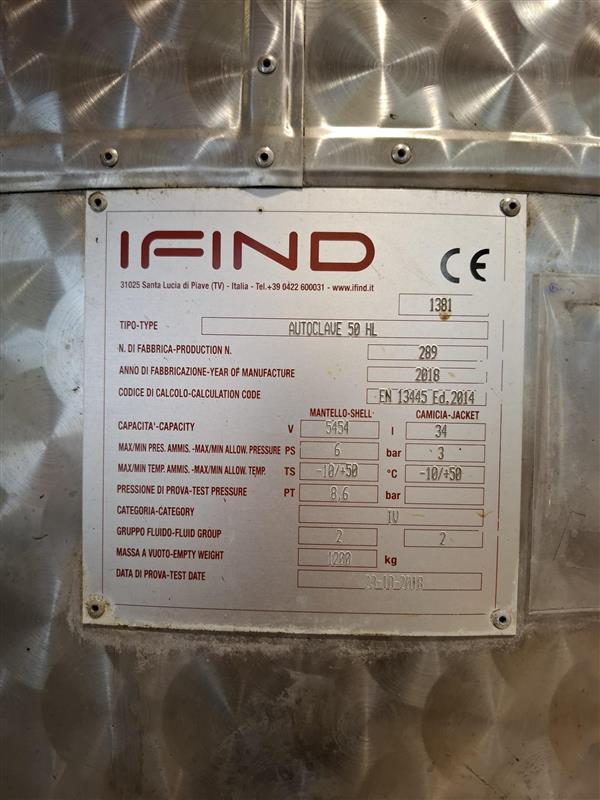 IFIND
CE
31025 Santa Lucia di Piave (TV) - Italia - Tel.+39 0422 600031 - www.ifind.it
1381
TIPO-TYPE AUTOCLAVE 50 HL
N. DI FABBRICA-PRODUCTION N. 289
ANNO DI FABBRICAZIONE-YEAR OF MANUFACTURE 2018
CODICE DI CALCOLO-CALCULATION CODE EN 13445 Ed.2014
MANTELLO-SHELL CAMICIA-JACKET
CAPACITA'-CAPACITY V 5454 l 34
MAX/MIN PRES. AMMIS. -MAX/MIN ALLOW. PRESSURE PS 6 bar 3
MAX/MIN TEMP. AMMIS. -MAX/MIN ALLOW. TEMP. TS -10/+50 °C -10/+50
PRESSIONE DI PROVA-TEST PRESSURE PT 8,6 bar
CATEGORIA-CATEGORY IV
GRUPPO FLUIDO-FLUID GROUP 2 2
MASSA A VUOTO-EMPTY WEIGHT 1200 kg
DATA DI PROVA-TEST DATE